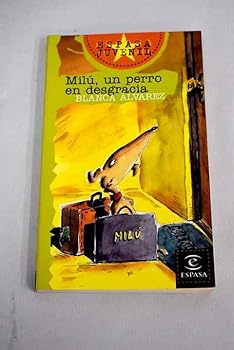 ESPASA
JUVENIL
Milú, un perro
en desgracia
BLANCA ÁLVAREZ
MILÚ
e
ESPASA